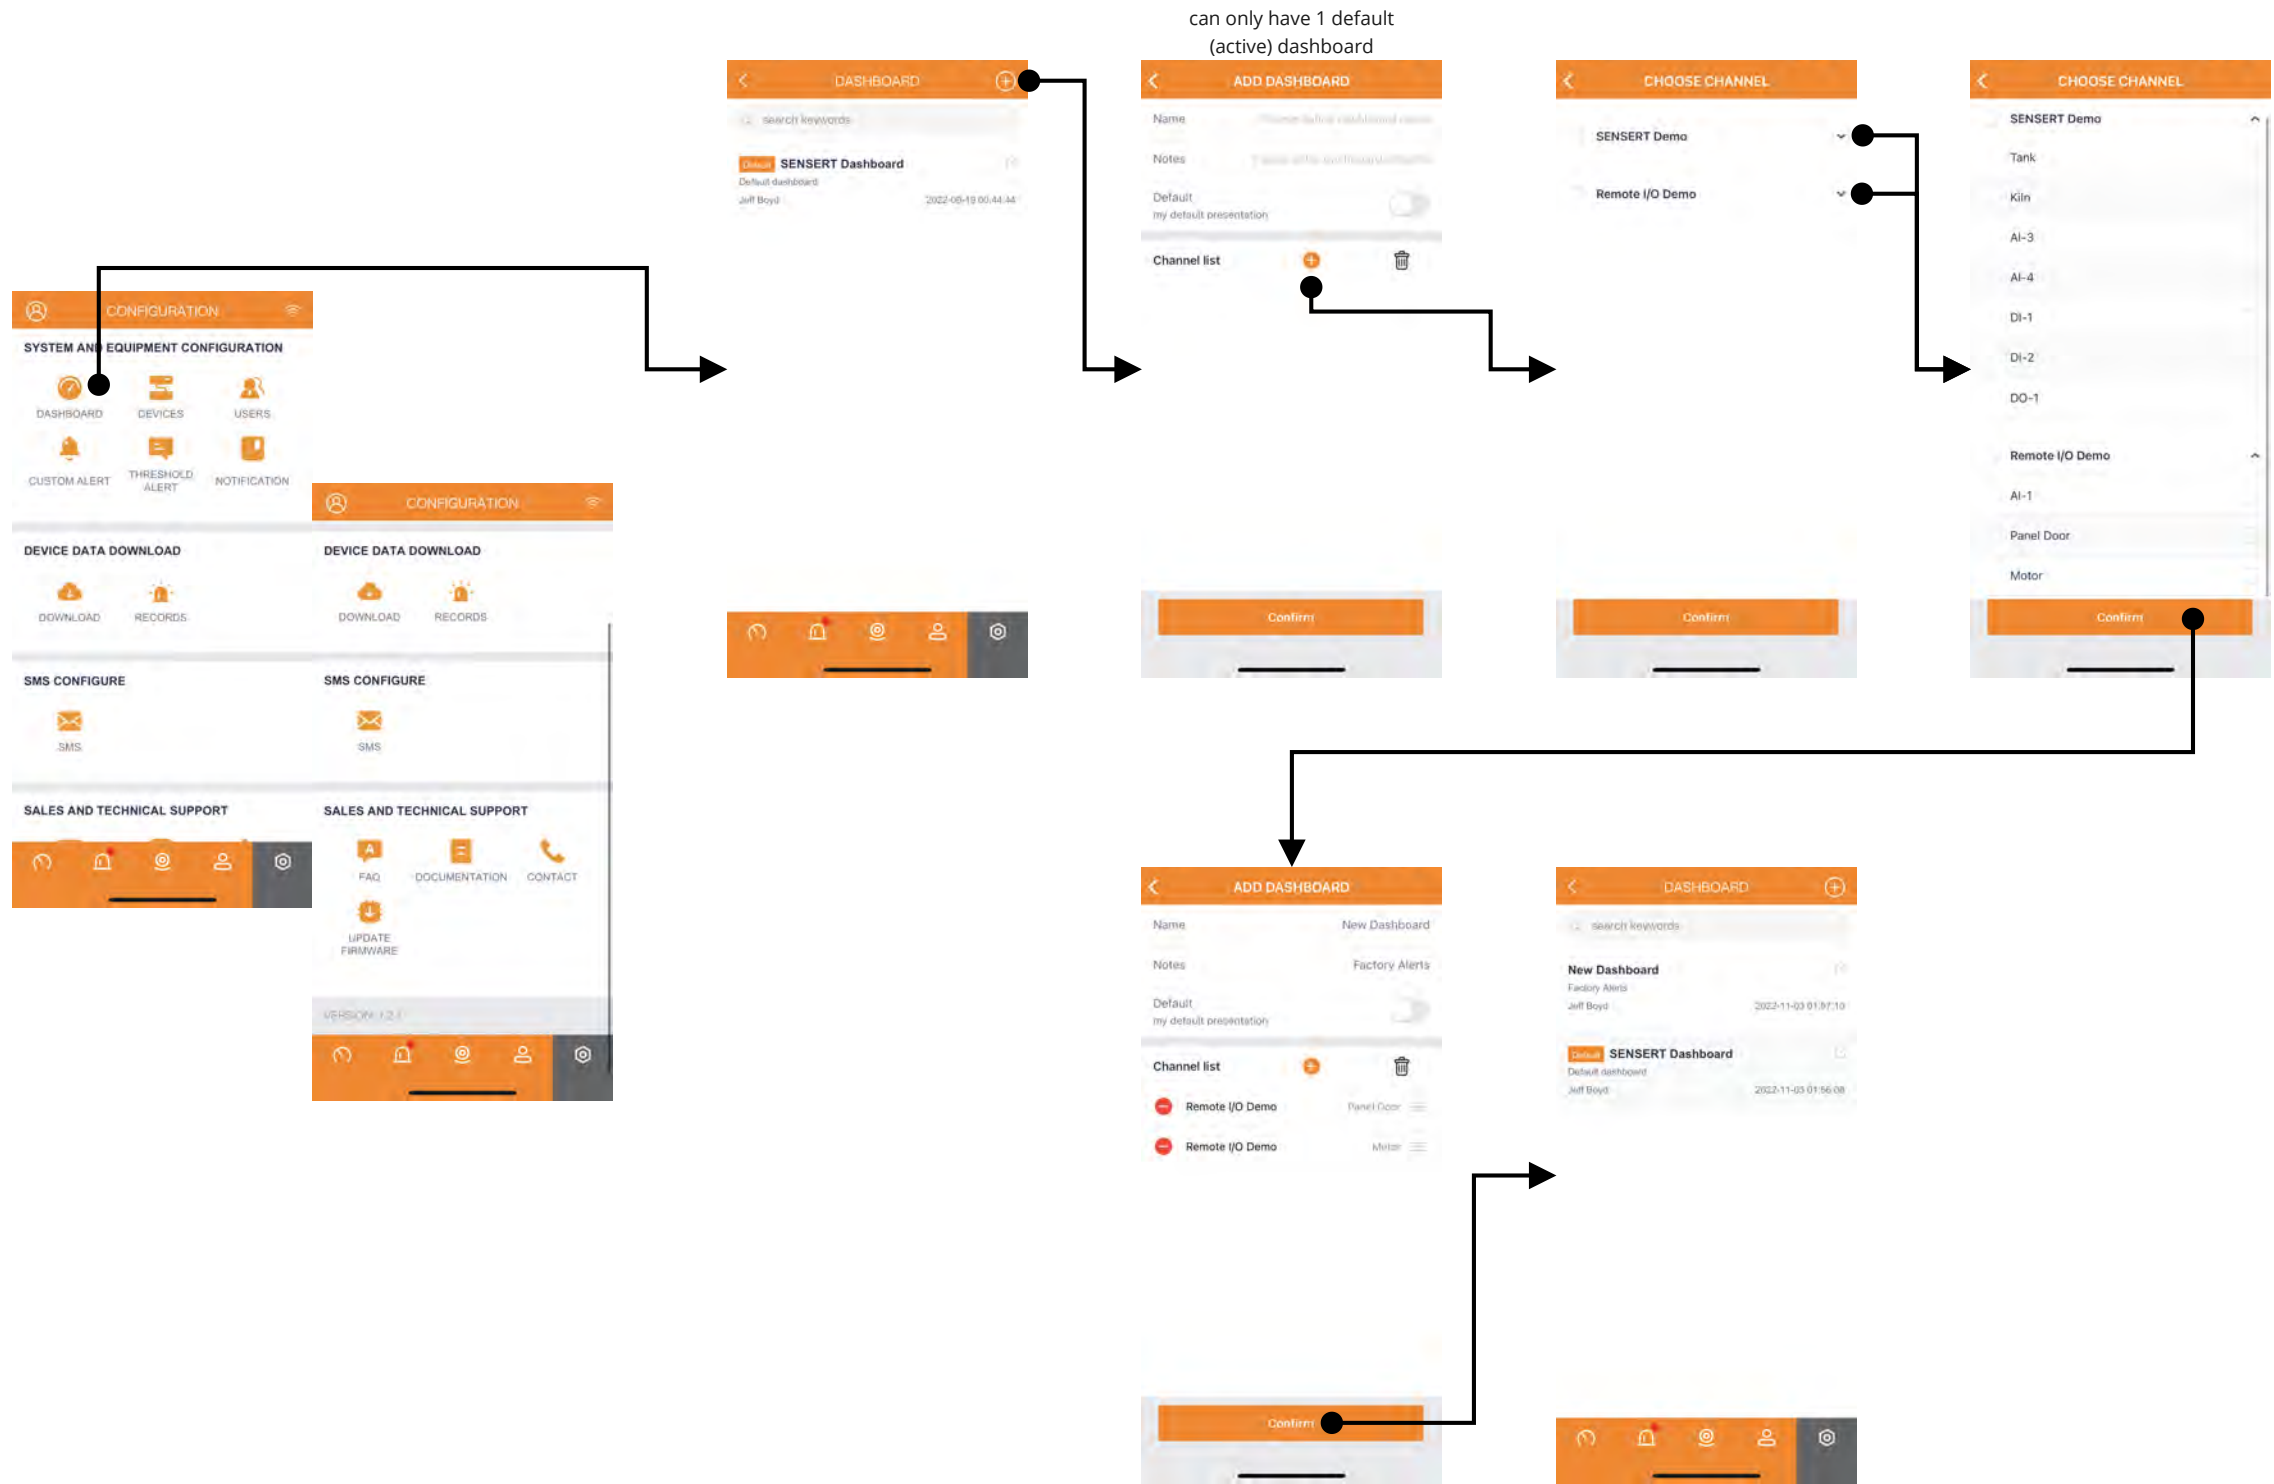 can only have 1 default
(active) dashboard
CONFIGURATION
SYSTEM AND EQUIPMENT CONFIGURATION
DASHBOARD
DEVICES
USERS
CUSTOM ALERT
THRESHOLD
ALERT
NOTIFICATION
DEVICE DATA DOWNLOAD
DOWNLOAD
RECORDS
SMS CONFIGURE
SMS
SALES AND TECHNICAL SUPPORT
CONFIGURATION
DEVICE DATA DOWNLOAD
DOWNLOAD
RECORDS
SMS CONFIGURE
SMS
SALES AND TECHNICAL SUPPORT
FAQ
DOCUMENTATION
CONTACT
UPDATE
FIRMWARE
VERSION: 1.2.1
DASHBOARD
search keywords
Default SENSERT Dashboard
Default dashboard
Jeff Boyd
ADD DASHBOARD
Name
Notes
Default
my default presentation
Channel list
Confirm
CHOOSE CHANNEL
SENSERT Demo
Remote I/O Demo
Confirm
CHOOSE CHANNEL
SENSERT Demo
Tank
Kiln
AI-3
AI-4
DI-1
DI-2
DO-1
Remote I/O Demo
AI-1
Panel Door
Motor
Confirm
ADD DASHBOARD
Name New Dashboard
Notes Factory Alerts
Default
my default presentation
Channel list
Remote I/O Demo Panel Door
Remote I/O Demo Motor
Confirm
DASHBOARD
search keywords
New Dashboard
Factory Alerts
Jeff Boyd 2022-11-03 01:57:10
Default SENSERT Dashboard
Default dashboard
Jeff Boyd 2022-11-03 01:56:08